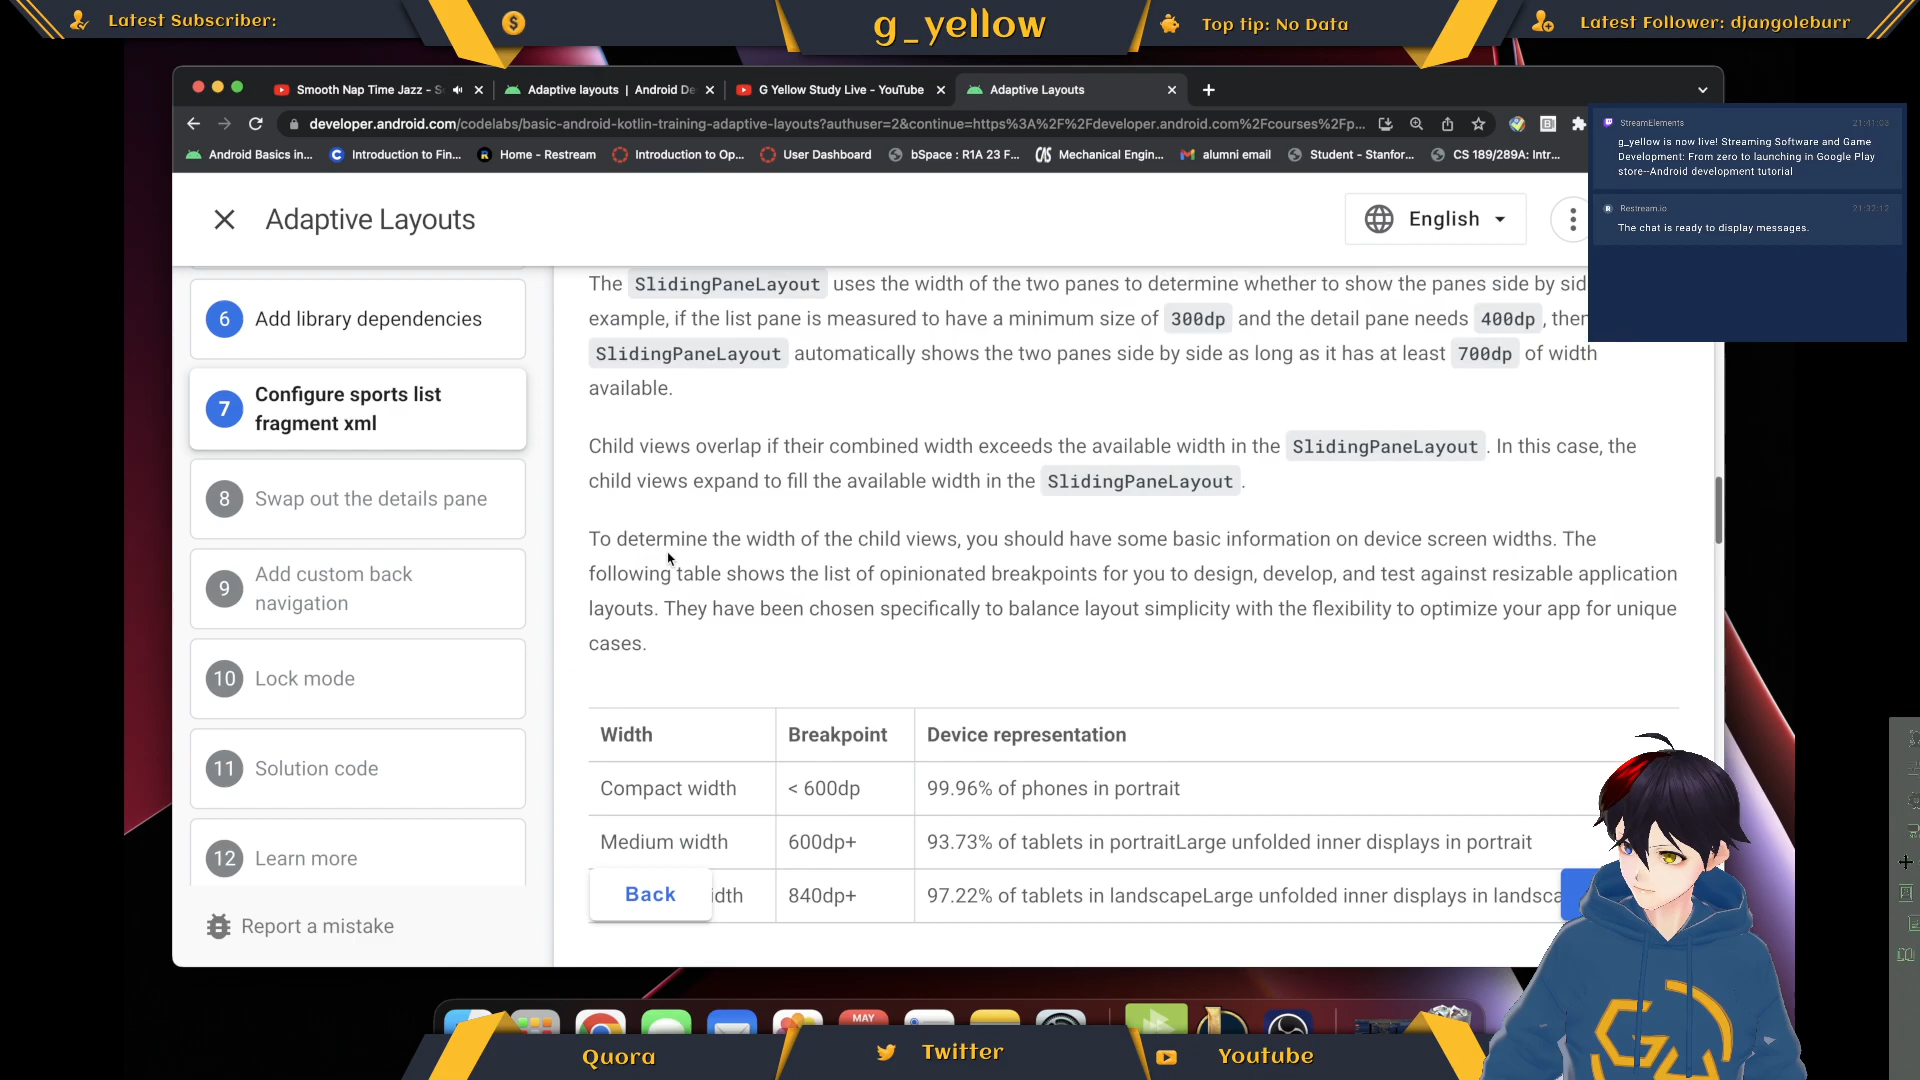 Latest Subscriber:
g_yellow
Top tip: No Data
Latest Follower: djangoleburr
Smooth Nap Time Jazz - S
Adaptive layouts | Android De
G Yellow Study Live - YouTube
Adaptive Layouts
developer.android.com/codelabs/basic-android-kotlin-training-adaptive-layouts?authuser=2&continue=https%3A%2F%2Fdeveloper.android.com%2Fcourses%2Fp...
Android Basics in...
Introduction to Fin...
Home - Restream
Introduction to Op...
User Dashboard
bSpace : R1A 23 F...
Mechanical Engin...
alumni email
Student - Stanfor...
CS 189/289A: Intr...
StreamElements 21:41:03
g_yellow is now live! Streaming Software and Game
Development: From zero to launching in Google Play
store--Android development tutorial
Restream.io 21:32:12
The chat is ready to display messages.
Adaptive Layouts
English
6 Add library dependencies
7 Configure sports list
fragment xml
8 Swap out the details pane
9 Add custom back
navigation
10 Lock mode
11 Solution code
12 Learn more
Report a mistake
The SlidingPaneLayout uses the width of the two panes to determine whether to show the panes side by sid
example, if the list pane is measured to have a minimum size of 300dp and the detail pane needs 400dp , then
SlidingPaneLayout automatically shows the two panes side by side as long as it has at least 700dp of width
available.
Child views overlap if their combined width exceeds the available width in the SlidingPaneLayout . In this case, the
child views expand to fill the available width in the SlidingPaneLayout .
To determine the width of the child views, you should have some basic information on device screen widths. The
following table shows the list of opinionated breakpoints for you to design, develop, and test against resizable application
layouts. They have been chosen specifically to balance layout simplicity with the flexibility to optimize your app for unique
cases.
Width Breakpoint Device representation
Compact width < 600dp 99.96% of phones in portrait
Medium width 600dp+ 93.73% of tablets in portraitLarge unfolded inner displays in portrait
idth 840dp+ 97.22% of tablets in landscapeLarge unfolded inner displays in landsca
Back
MAY
Quora
Twitter
Youtube